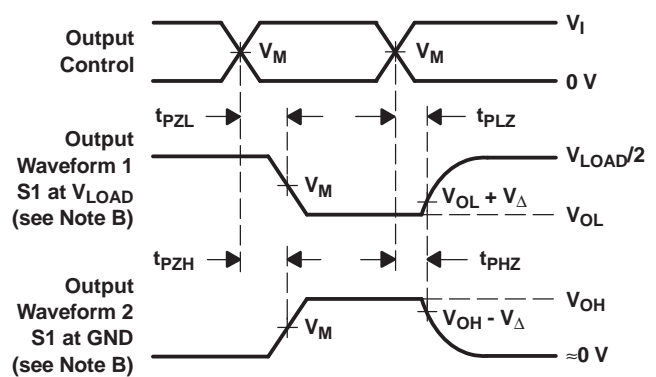 Output
Control
V_M
V_M
V_I
0 V
t_PZL
t_PLZ
Output
Waveform 1
S1 at V_LOAD
(see Note B)
V_M
V_OL + V_Δ
V_LOAD/2
V_OL
t_PZH
t_PHZ
Output
Waveform 2
S1 at GND
(see Note B)
V_M
V_OH - V_Δ
V_OH
≈0 V